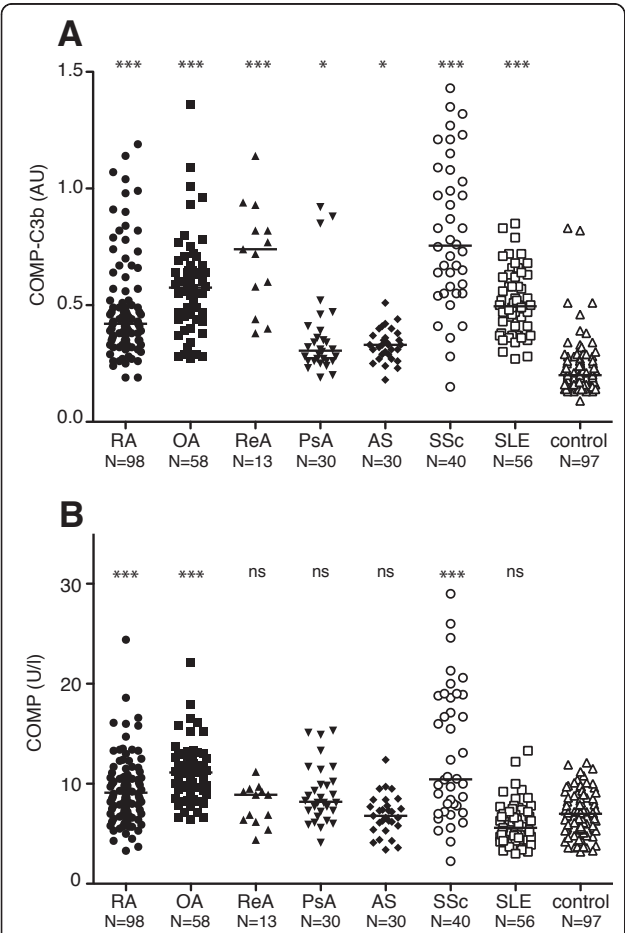 A
*** *** *** * * *** ***
1.5
1.0
0.5
0.0
COMP-C3b (AU)
RA OA ReA PsA AS SSc SLE control
N=98 N=58 N=13 N=30 N=30 N=40 N=56 N=97
B
*** *** ns ns ns *** ns
30
20
10
0
COMP (U/l)
RA OA ReA PsA AS SSc SLE control
N=98 N=58 N=13 N=30 N=30 N=40 N=56 N=97